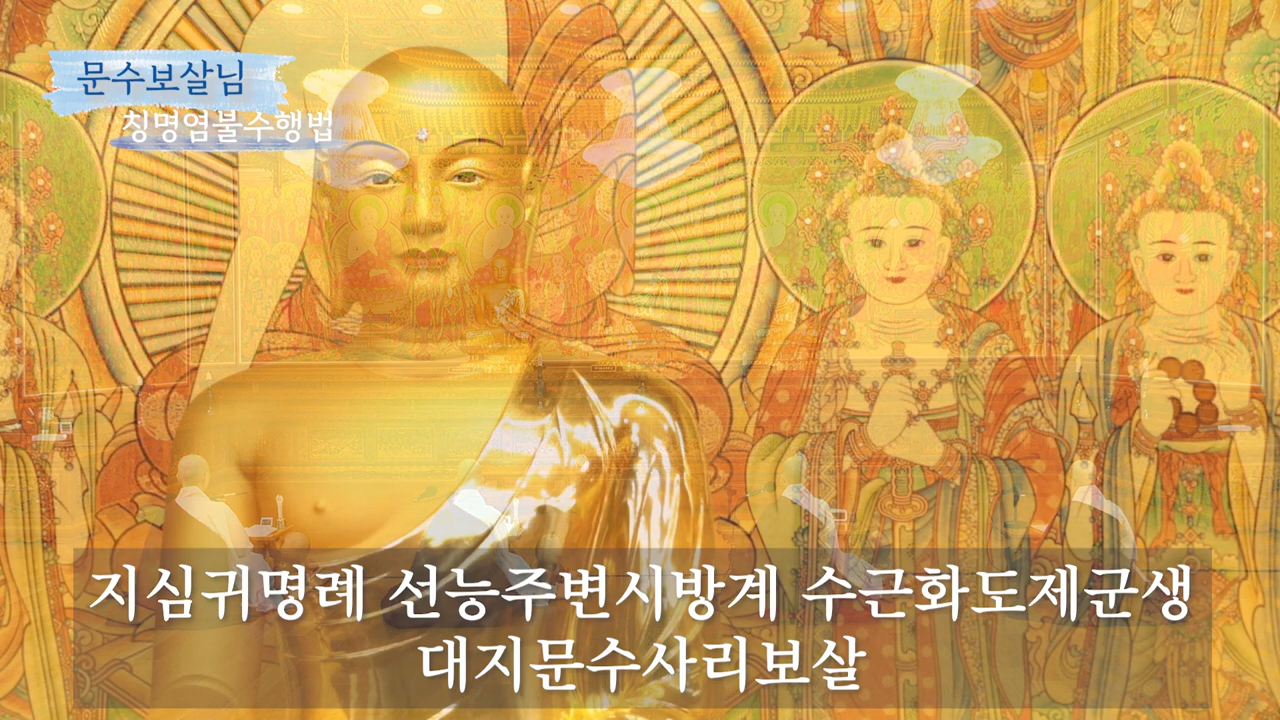 문수보살님
칭명염불수행법
지심귀명례 선능주변시방계 수근화도제군생
대지문수사리보살